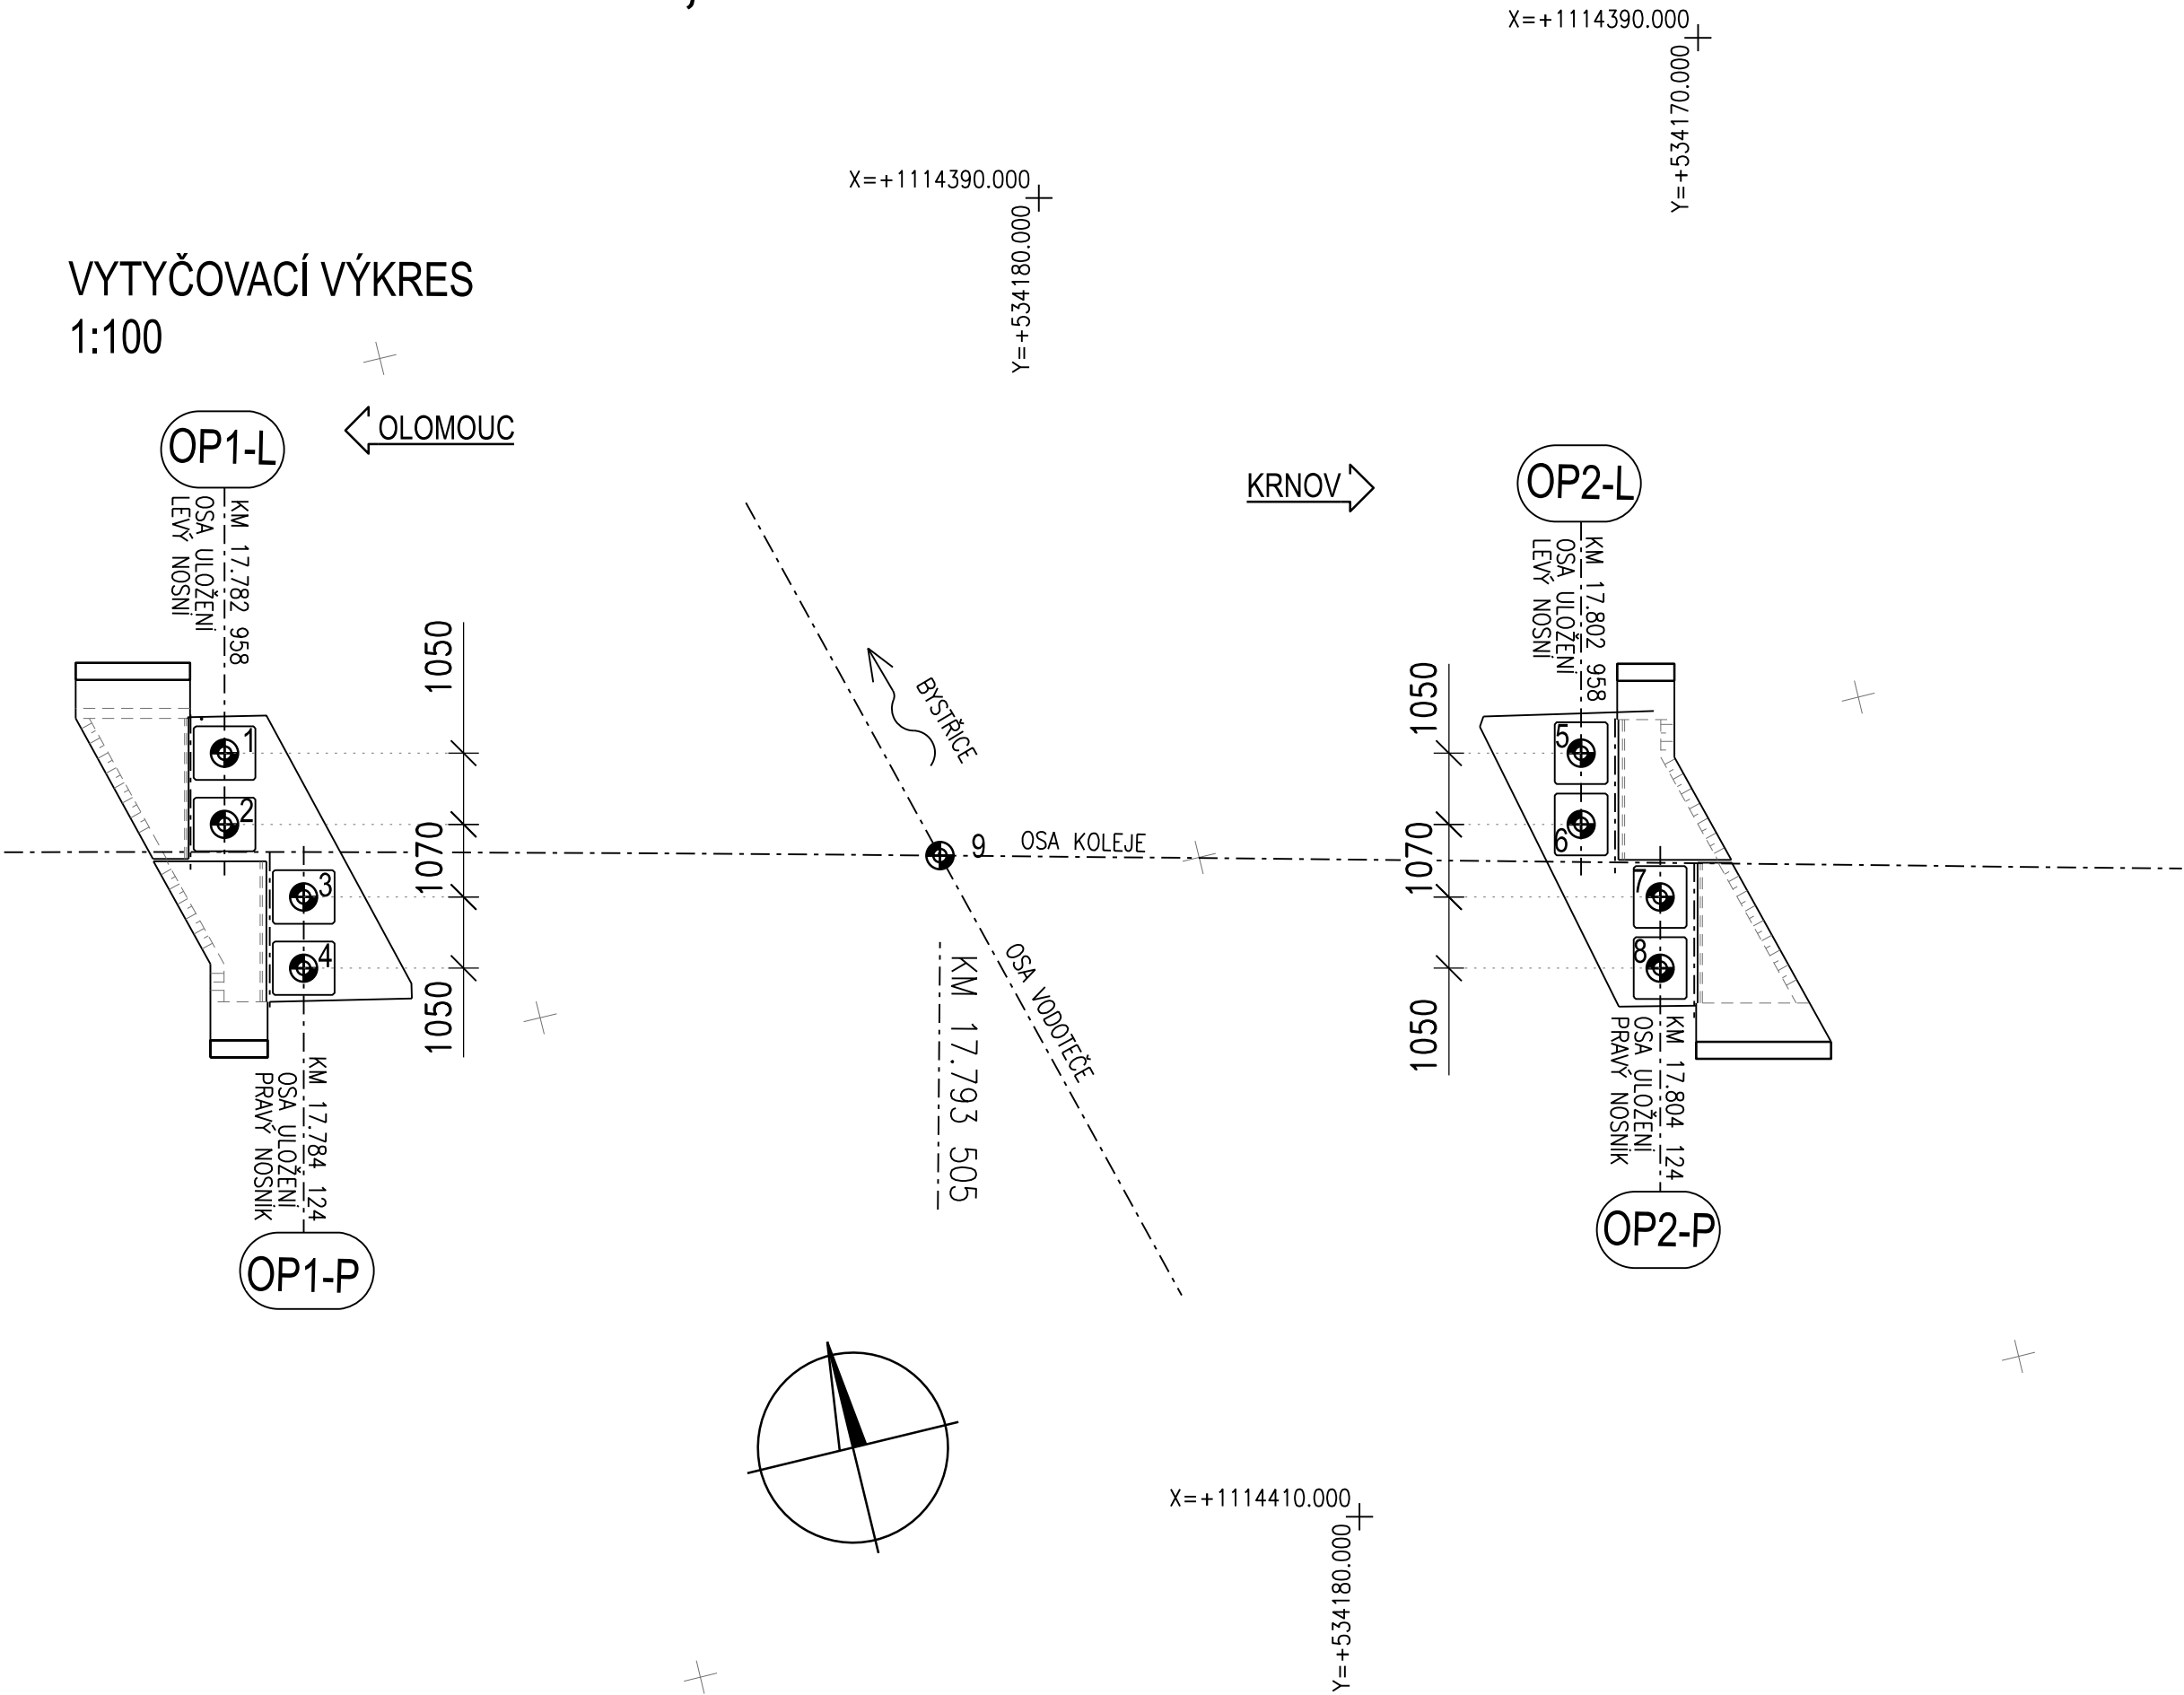 X=+1114390.000
Y=+534170.000
X=+1114390.000
Y=+534180.000
VYTYČOVACÍ VÝKRES
1:100
OP1-L
OLOMOUC
KM 17.782 958
OSA ULOŽENÍ
LEVÝ NOSNÍ
KRNOV
OP2-L
KM 17.802 958
OSA ULOŽENÍ
LEVÝ NOSNÍ
1050
1070
1050
1
2
3
4
BYSTŘICE
9
OSA KOLEJE
OSA VODOTEČE
KM 17.793 505
1050
1070
1050
5
6
7
8
KM 17.784 124
OSA ULOŽENÍ
PRAVÝ NOSNÍK
OP1-P
KM 17.804 124
OSA ULOŽENÍ
PRAVÝ NOSNÍK
OP2-P
X=+1114410.000
Y=+534180.000